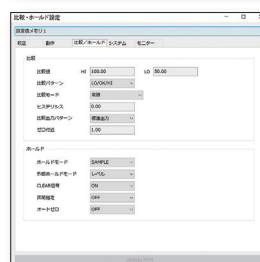 比較・ホールド設定
設定値メモリ1
校正 動作 比較/ホールド システム モニター
比較
比較値 HI 100.00 LO 50.00
比較パターン LO/OK/HI
比較モード 常時
ヒステリシス 0.00
比較出力パターン 標準出力
ゼロ付近 1.00
ホールド
ホールドモード SAMPLE
外部ホールドモード レベル
CLEAR信号 ON
区間指定 OFF
オートゼロ OFF